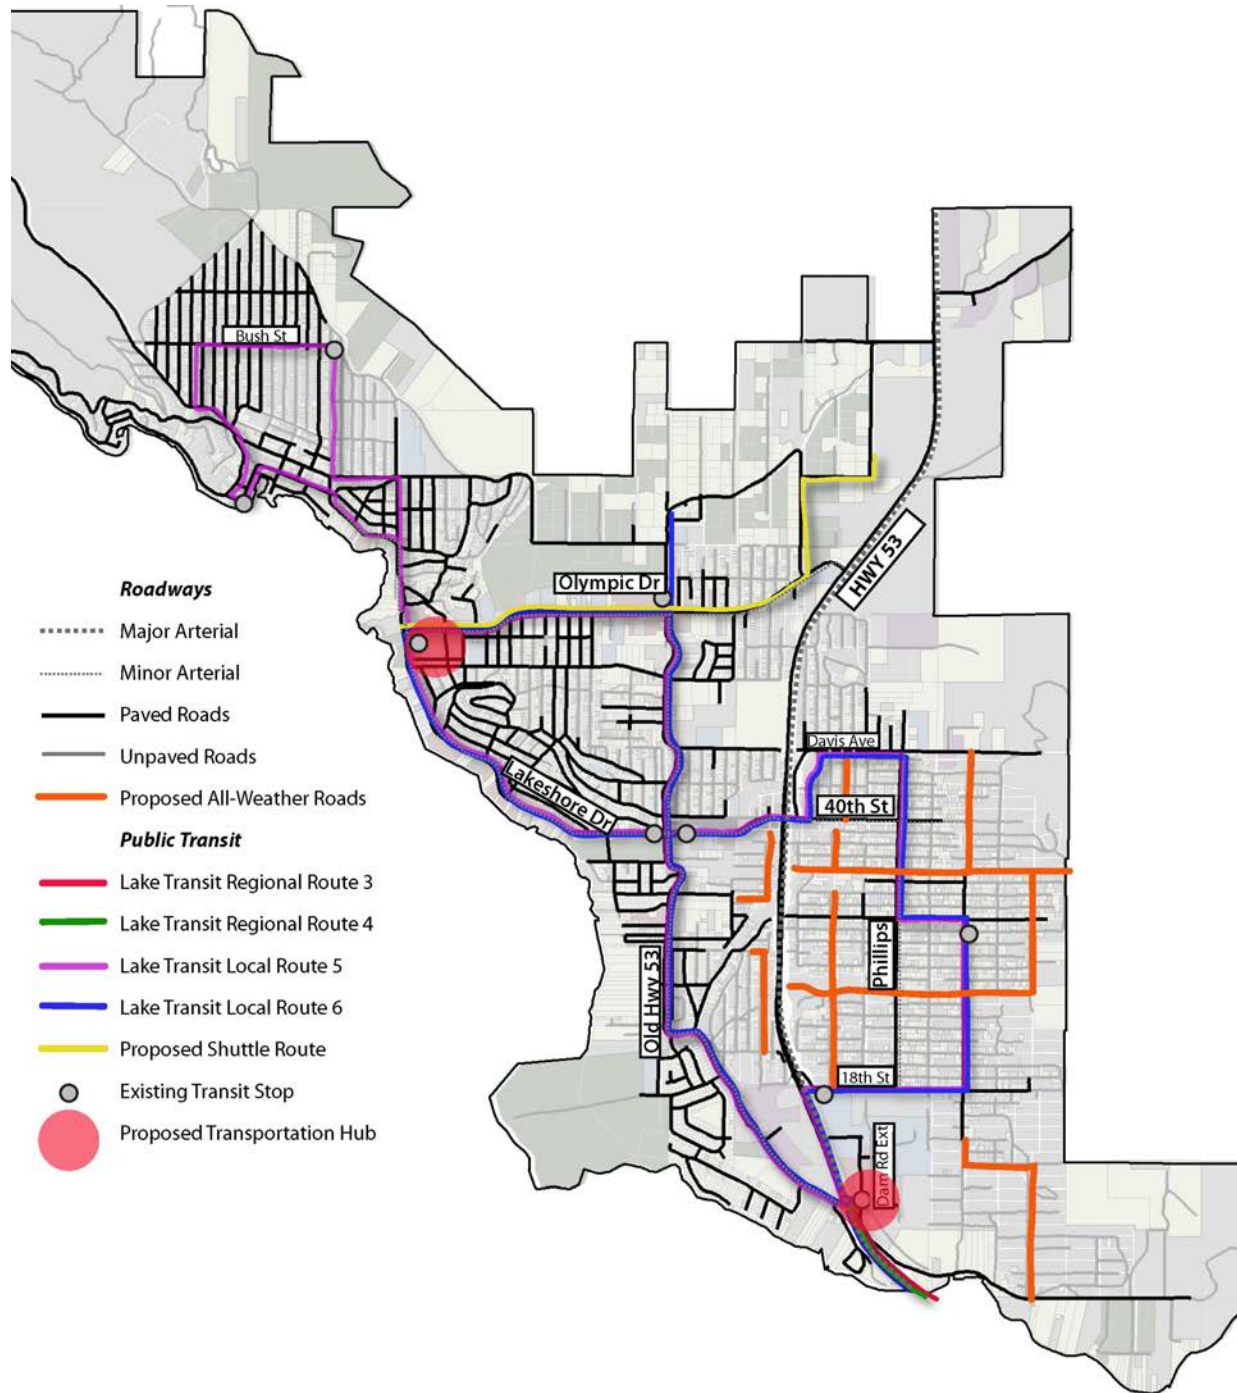 Bush St
Olympic Dr
HWY 53
Davis Ave
40th St
Lakeshore Dr
Phillips
Old Hwy 53
18th St
Dam Rd Ext
Roadways
Major Arterial
Minor Arterial
Paved Roads
Unpaved Roads
Proposed All-Weather Roads
Public Transit
Lake Transit Regional Route 3
Lake Transit Regional Route 4
Lake Transit Local Route 5
Lake Transit Local Route 6
Proposed Shuttle Route
Existing Transit Stop
Proposed Transportation Hub